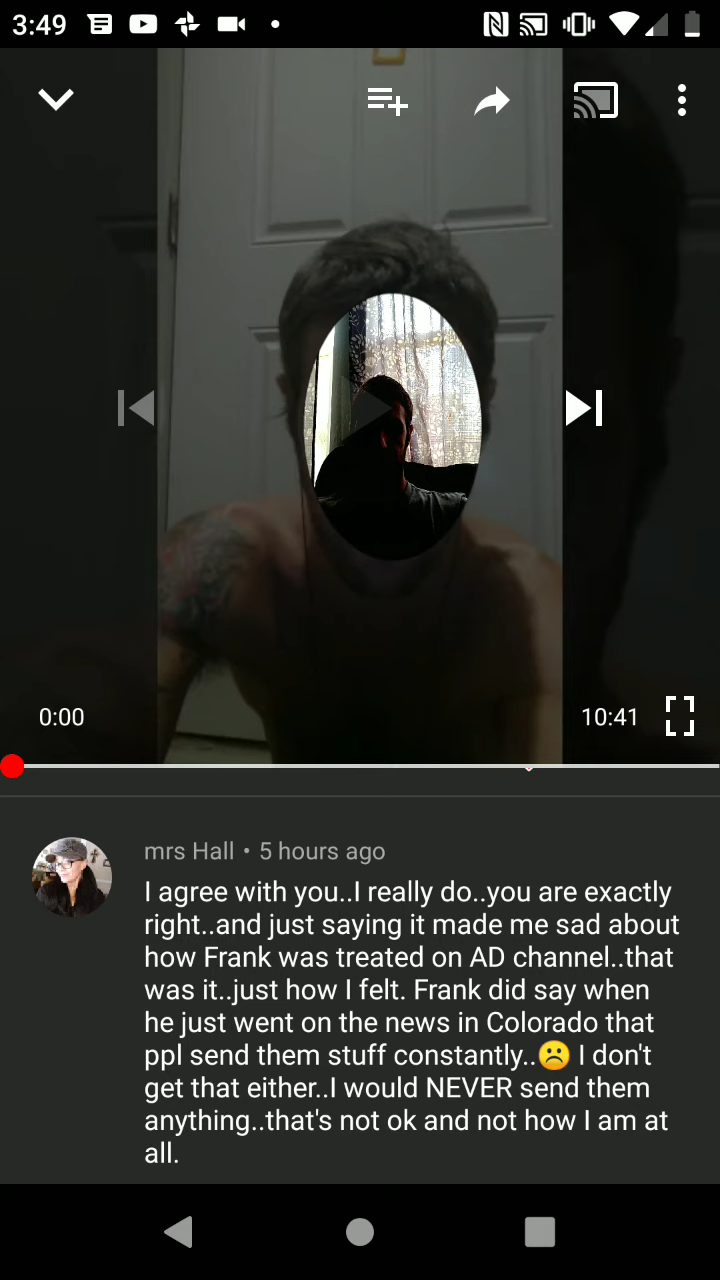 3:49
0:00
10:41
mrs Hall • 5 hours ago
I agree with you..I really do..you are exactly
right..and just saying it made me sad about
how Frank was treated on AD channel..that
was it..just how I felt. Frank did say when
he just went on the news in Colorado that
ppl send them stuff constantly..☹️ I don't
get that either..I would NEVER send them
anything..that's not ok and not how I am at
all.